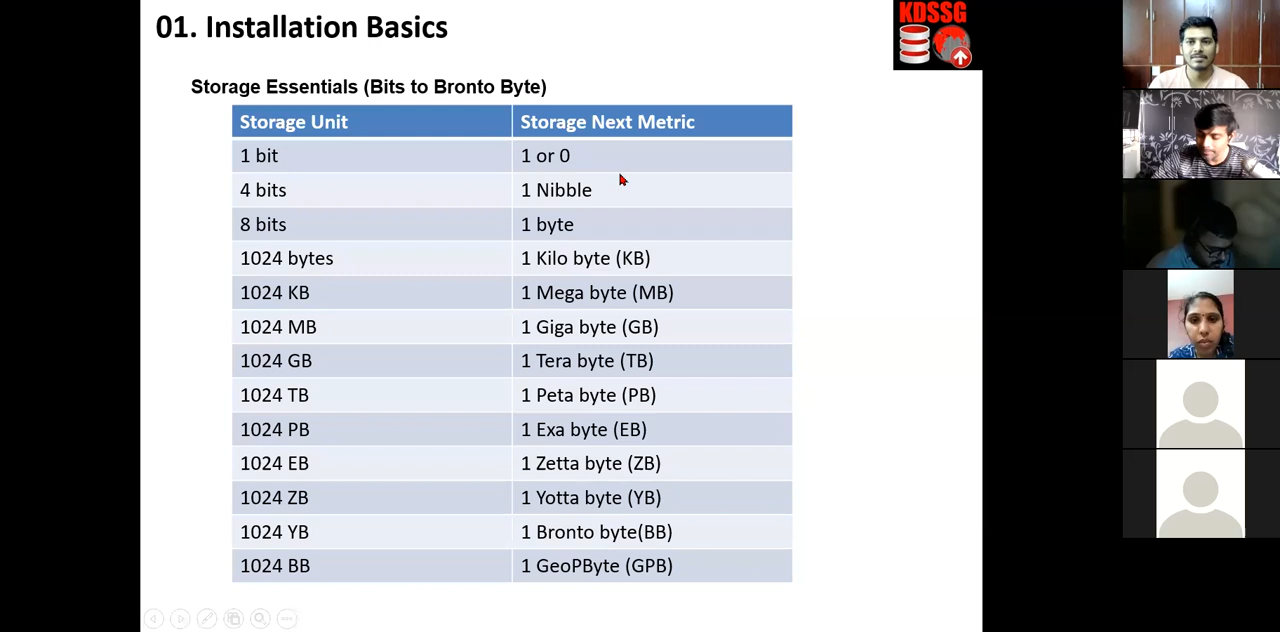 01. Installation Basics
KDSSG
Storage Essentials (Bits to Bronto Byte)
Storage Unit Storage Next Metric
1 bit 1 or 0
4 bits 1 Nibble
8 bits 1 byte
1024 bytes 1 Kilo byte (KB)
1024 KB 1 Mega byte (MB)
1024 MB 1 Giga byte (GB)
1024 GB 1 Tera byte (TB)
1024 TB 1 Peta byte (PB)
1024 PB 1 Exa byte (EB)
1024 EB 1 Zetta byte (ZB)
1024 ZB 1 Yotta byte (YB)
1024 YB 1 Bronto byte(BB)
1024 BB 1 GeoPByte (GPB)